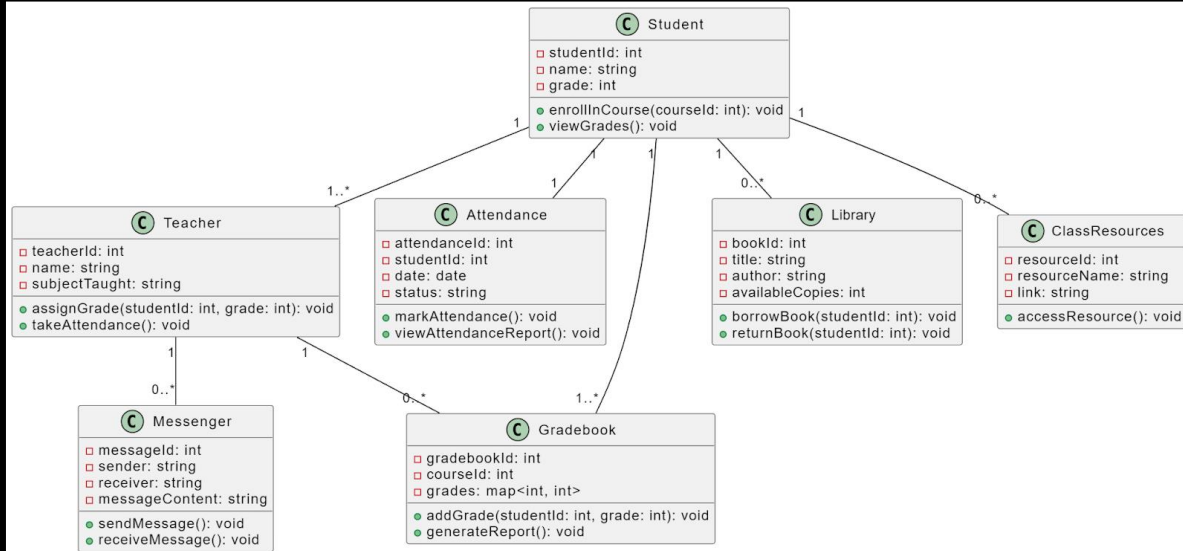 C Student
studentId: int
name: string
grade: int
enrollInCourse(courseId: int): void
viewGrades(): void
1
1
1
1
1
1..*
1
0..*
0..*
C Teacher
teacherId: int
name: string
subjectTaught: string
assignGrade(studentId: int, grade: int): void
takeAttendance(): void
C Attendance
attendanceId: int
studentId: int
date: date
status: string
markAttendance(): void
viewAttendanceReport(): void
C Library
bookId: int
title: string
author: string
availableCopies: int
borrowBook(studentId: int): void
returnBook(studentId: int): void
C ClassResources
resourceId: int
resourceName: string
link: string
accessResource(): void
1
1
0..*
0..*
1..*
C Messenger
messageId: int
sender: string
receiver: string
messageContent: string
sendMessage(): void
receiveMessage(): void
C Gradebook
gradebookId: int
courseId: int
grades: map<int, int>
addGrade(studentId: int, grade: int): void
generateReport(): void